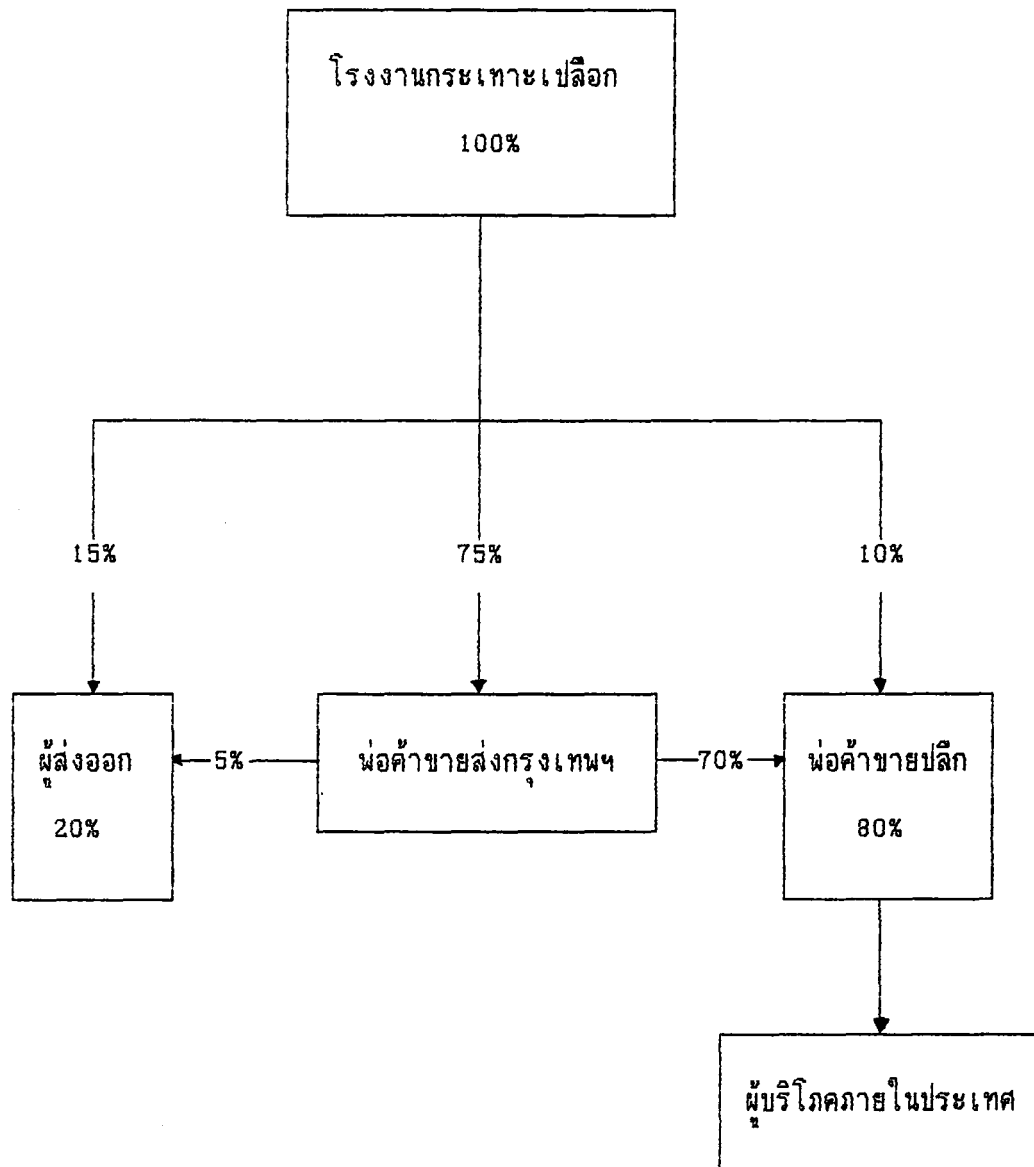 โรงงานกระเทาะเปลือก
100%
15%
75%
10%
ผู้ส่งออก
20%
5%
พ่อค้าขายส่งกรุงเทพฯ
70%
พ่อค้าขายปลีก
80%
ผู้บริโภคภายในประเทศ